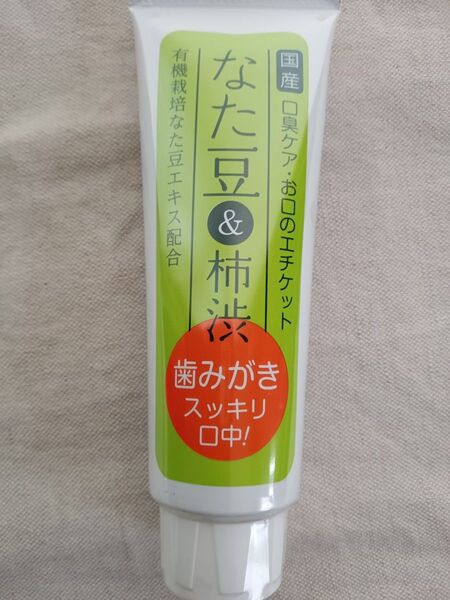 国産
口臭ケア・お口のエチケット
なた豆&柿渋
有機栽培なた豆エキス配合
歯みがき
スッキリ
口中!